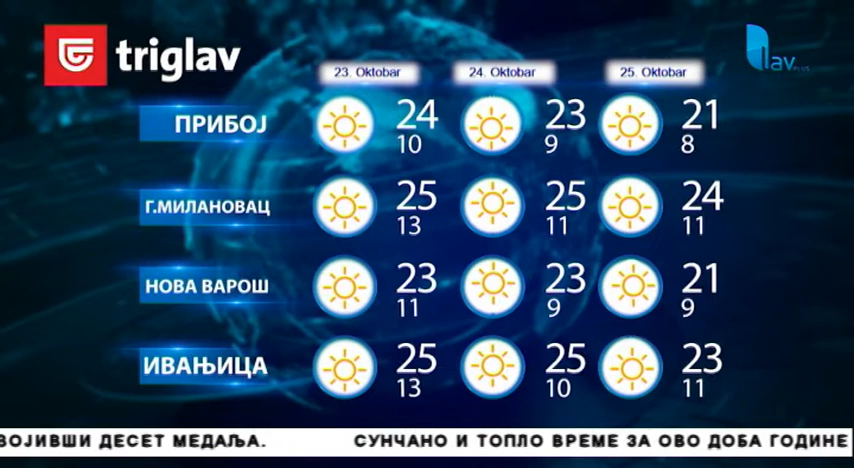 triglav
lav
23. Oktobar 24. Oktobar 25. Oktobar
ПРИБОЈ 24 10 23 9 21 8
Г.МИЛАНОВАЦ 25 13 25 11 24 11
НОВА ВАРОШ 23 11 23 9 21 9
ИВАЊИЦА 25 13 25 10 23 11
ВОЈИВШИ ДЕСЕТ МЕДАЉА. СУНЧАНО И ТОПЛО ВРЕМЕ ЗА ОВО ДОБА ГОДИНЕ